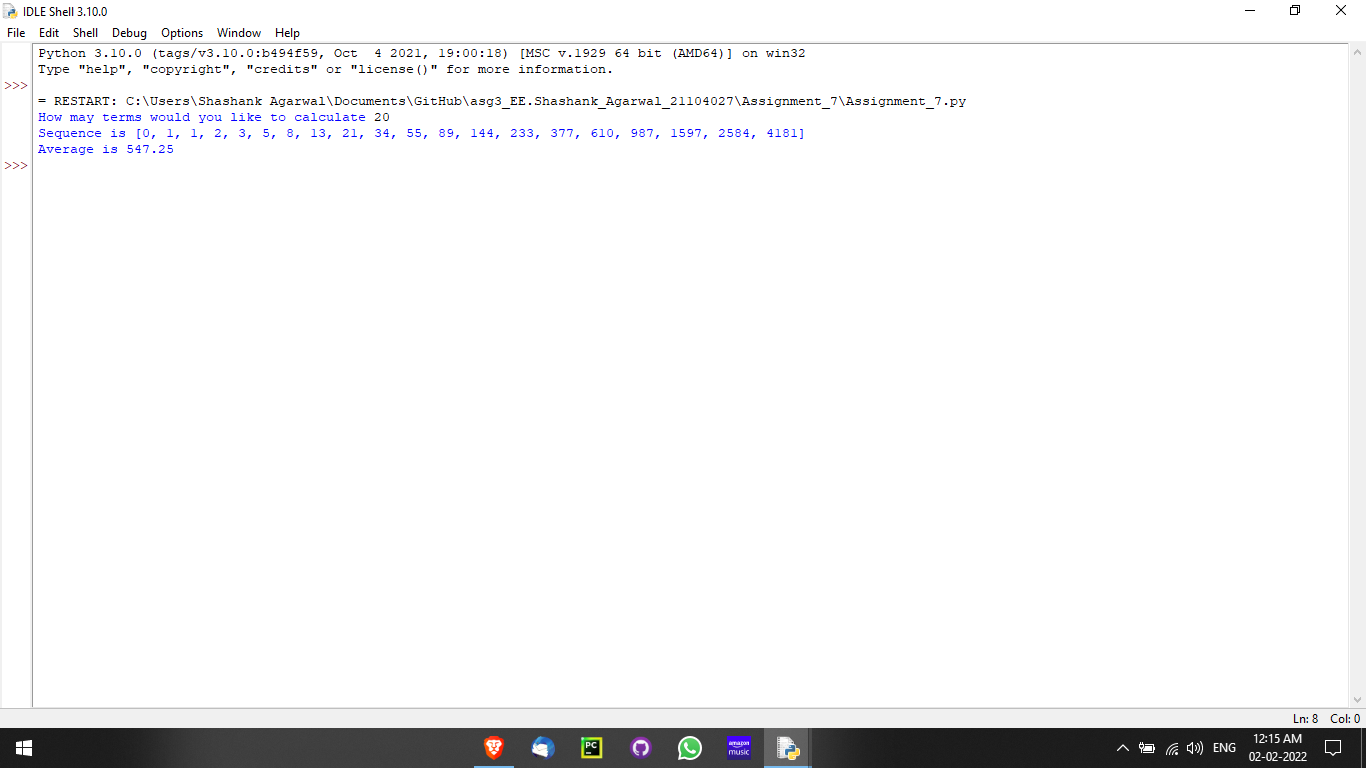 IDLE Shell 3.10.0
File Edit Shell Debug Options Window Help
Python 3.10.0 (tags/v3.10.0:b494f59, Oct  4 2021, 19:00:18) [MSC v.1929 64 bit (AMD64)] on win32
Type "help", "copyright", "credits" or "license()" for more information.
>>>
= RESTART: C:\Users\Shashank Agarwal\Documents\GitHub\asg3_EE.Shashank_Agarwal_21104027\Assignment_7\Assignment_7.py
How may terms would you like to calculate 20
Sequence is [0, 1, 1, 2, 3, 5, 8, 13, 21, 34, 55, 89, 144, 233, 377, 610, 987, 1597, 2584, 4181]
Average is 547.25
>>>
Ln: 8 Col: 0
PC
amazon music
ENG
12:15 AM
02-02-2022